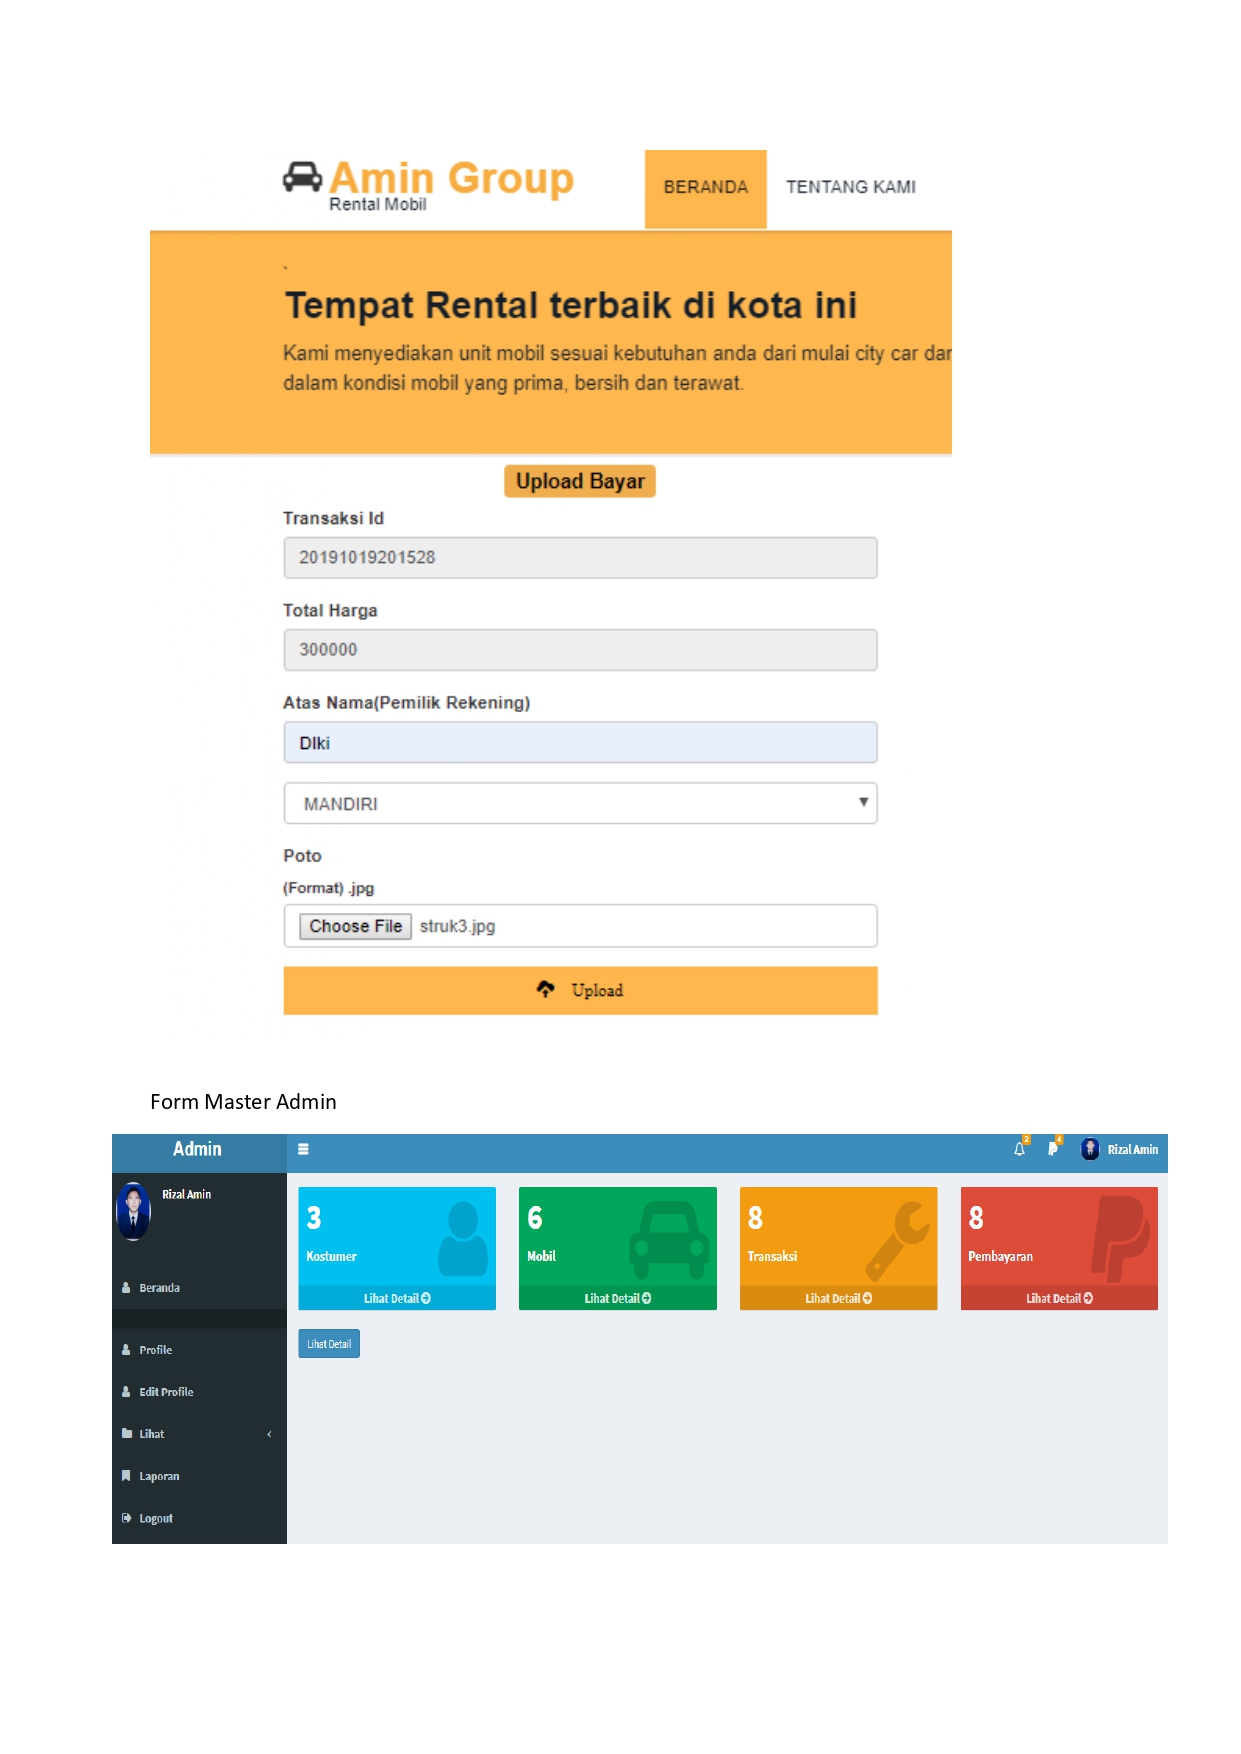 Amin Group
Rental Mobil
BERANDA
TENTANG KAMI
`
Tempat Rental terbaik di kota ini
Kami menyediakan unit mobil sesuai kebutuhan anda dari mulai city car dar
dalam kondisi mobil yang prima, bersih dan terawat.
Upload Bayar
Transaksi Id
20191019201528
Total Harga
300000
Atas Nama(Pemilik Rekening)
DIki
MANDIRI
Poto
(Format) .jpg
Choose File struk3.jpg
Upload
Form Master Admin
Admin
2
4
Rizal Amin
Rizal Amin
Beranda
Profile
Edit Profile
Lihat
Laporan
Logout
3
Kostumer
Lihat Detail
6
Mobil
Lihat Detail
8
Transaksi
Lihat Detail
8
Pembayaran
Lihat Detail
Lihat Detail